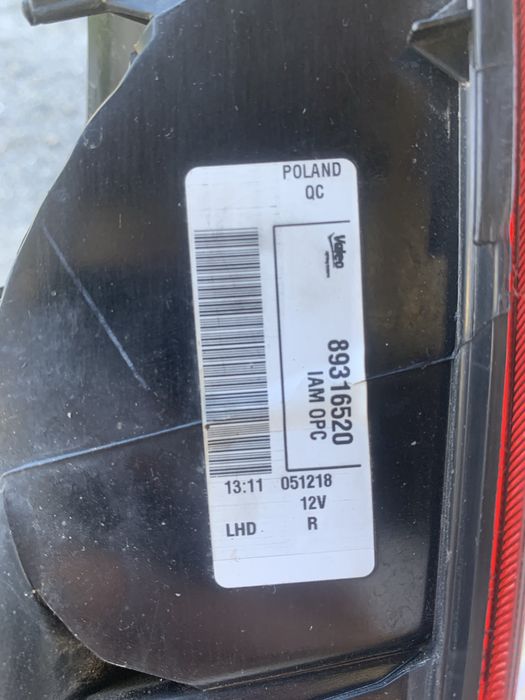 POLAND
QC
Valeo
89316520
IAM OPC
13:11 051218
12V
LHD R